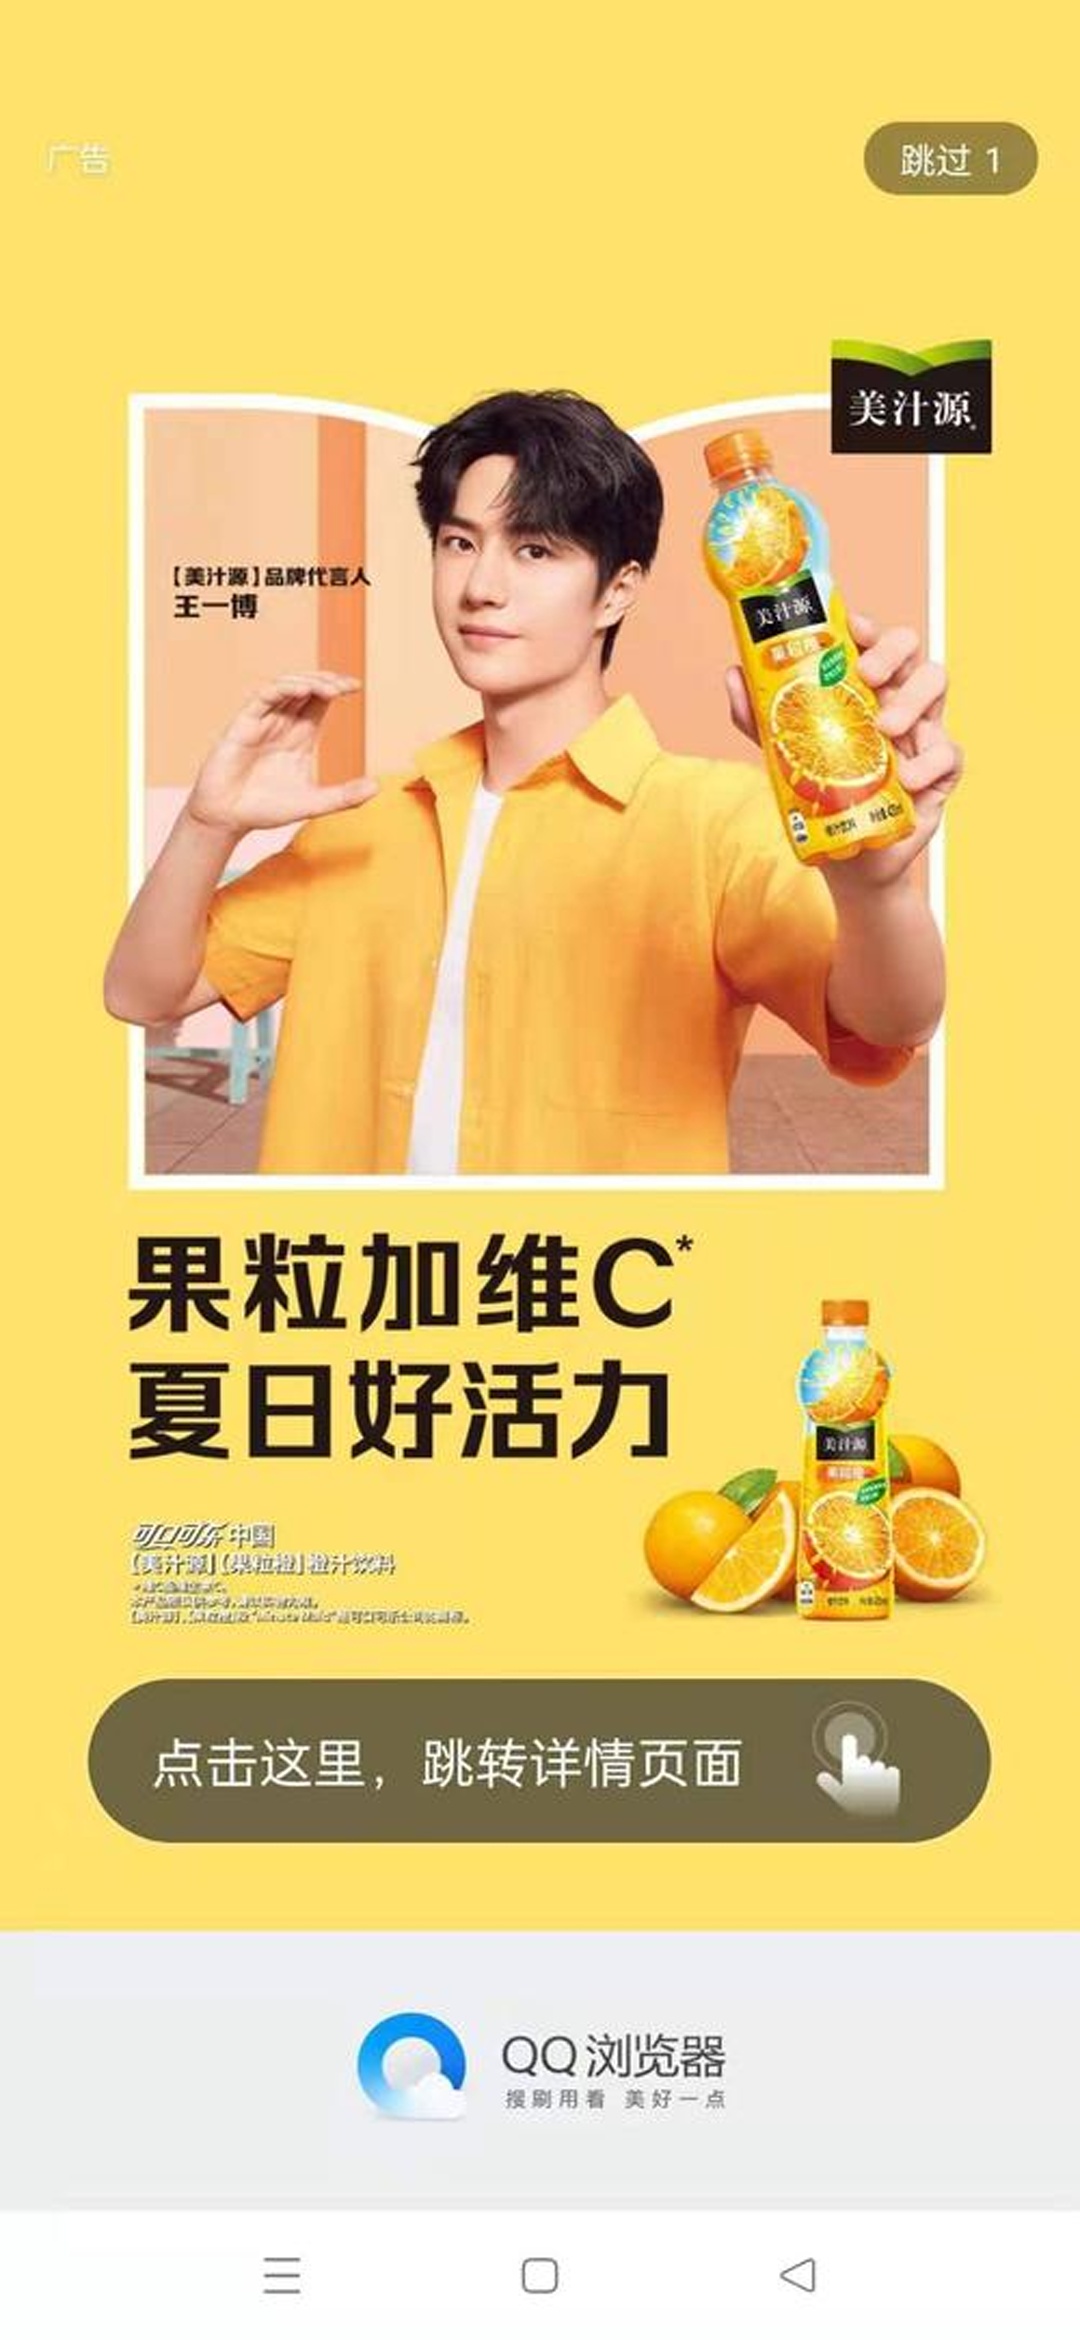 广告
跳过 1
美汁源
【美汁源】品牌代言人
王一博
美汁源
果粒橙
橙汁饮料
果粒加维C*
夏日好活力
美汁源
果粒橙
可口可乐 中国
【美汁源】【果粒橙】橙汁饮料
点击这里，跳转详情页面
QQ浏览器
搜刷用看 美好一点